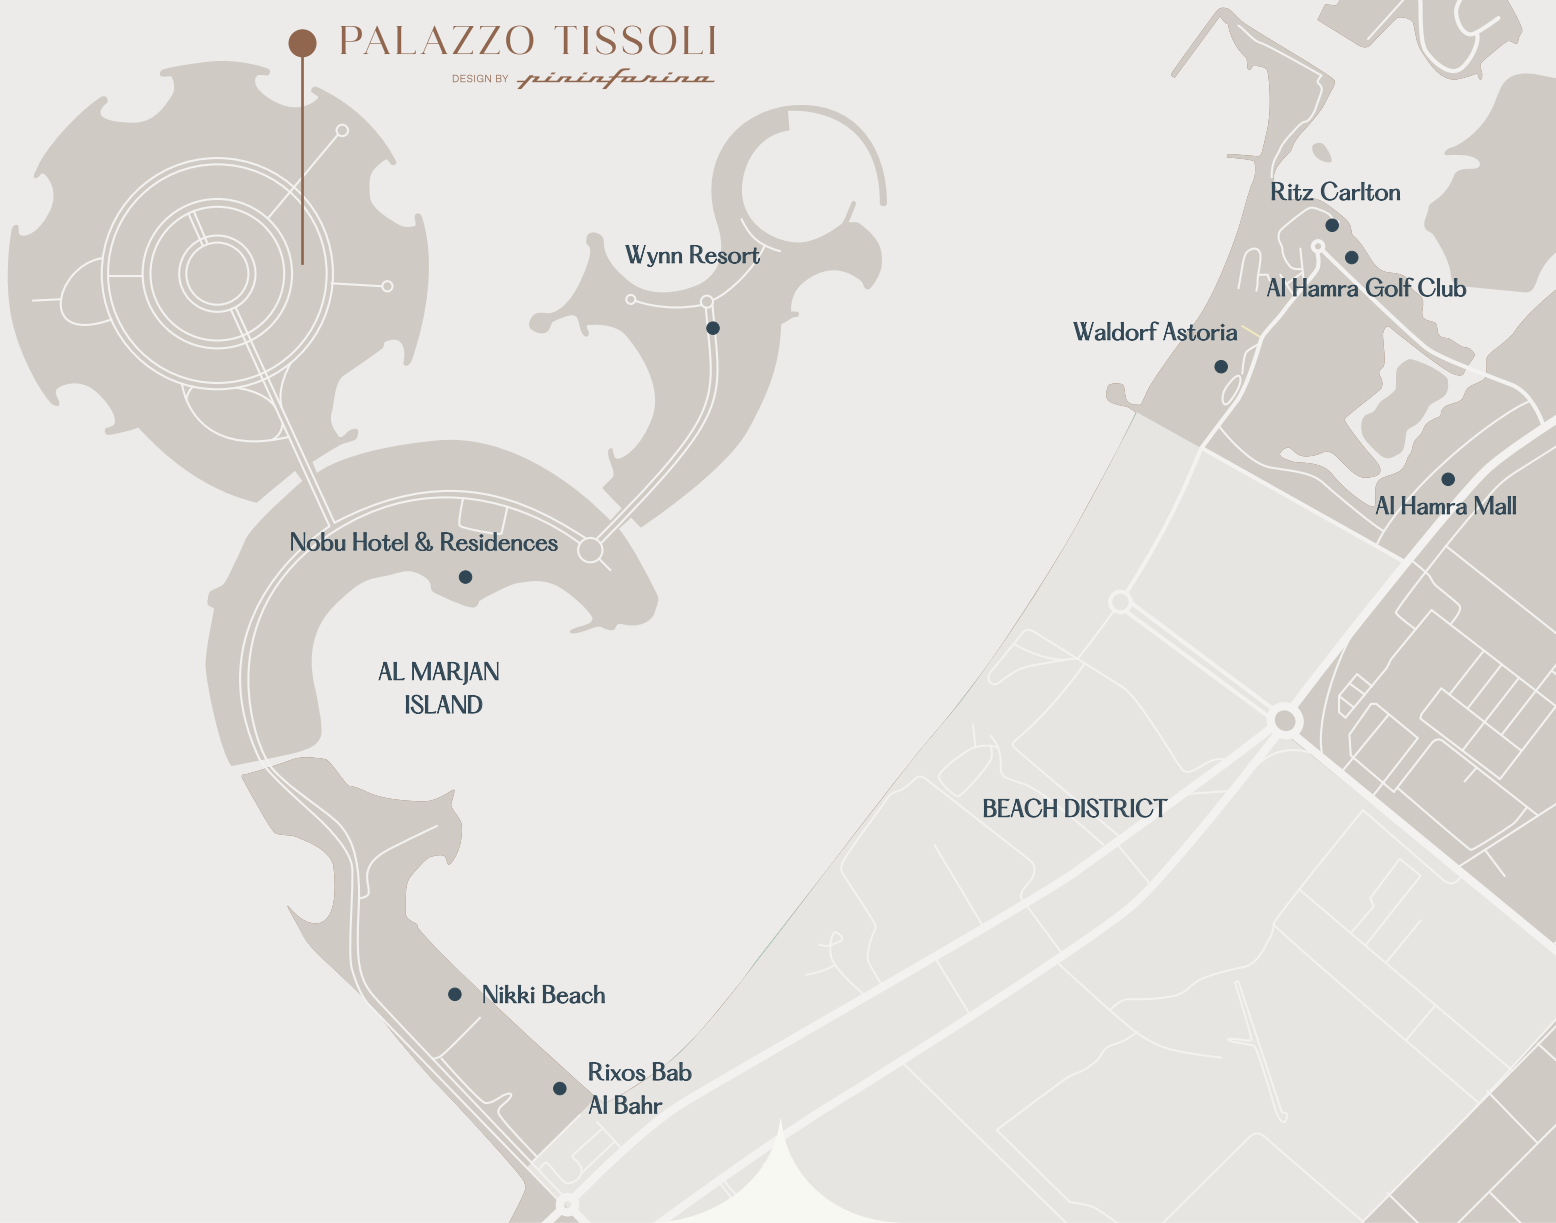 PALAZZO TISSOLI
DESIGN BY pininfarina
Ritz Carlton
Wynn Resort
Al Hamra Golf Club
Waldorf Astoria
Al Hamra Mall
Nobu Hotel & Residences
AL MARJAN
ISLAND
BEACH DISTRICT
Nikki Beach
Rixos Bab
Al Bahr